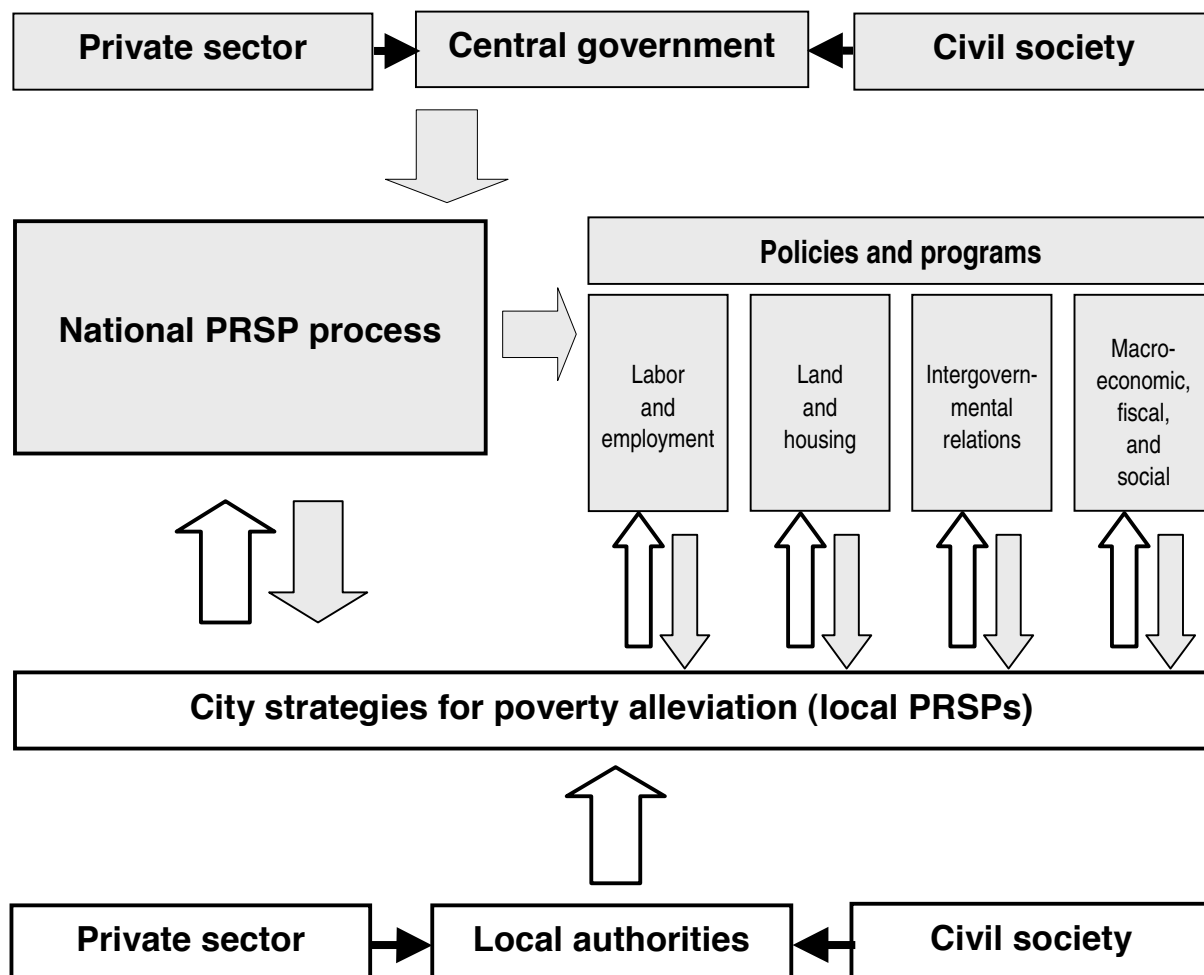 Private sector
Central government
Civil society
National PRSP process
Policies and programs
Labor
and
employment
Land
and
housing
Intergovern-
mental
relations
Macro-
economic,
fiscal,
and
social
City strategies for poverty alleviation (local PRSPs)
Private sector
Local authorities
Civil society